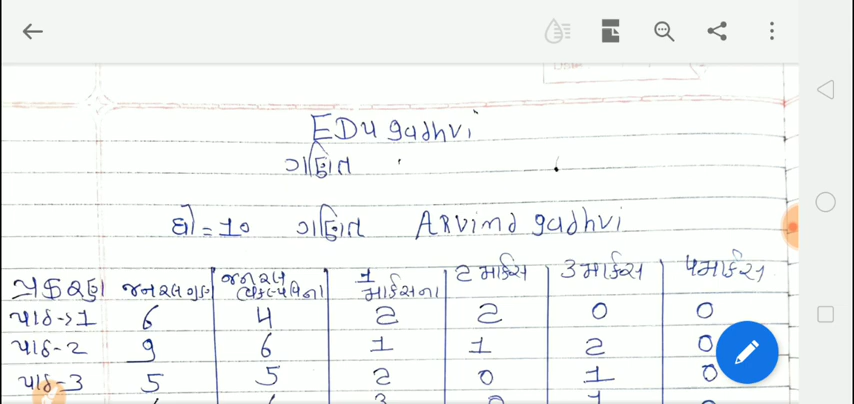 EDU gadhvi
ગણિત
ધો = 10 ગણિત ARVind gadhvi
પ્રકરણ જનરલ ગુણ જનરલ વિકલ્પ વિના 1 માર્કસના 2 માર્કસ 3 માર્કસ 4 માર્કસ
પાઠ-> 1 6 4 2 2 0 0
પાઠ-2 9 6 1 1 2 0
પાઠ-3 5 5 2 0 1 0